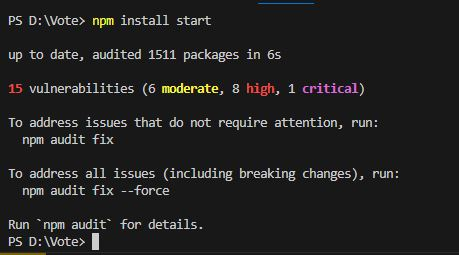 PS D:\Vote> npm install start
up to date, audited 1511 packages in 6s
15 vulnerabilities (6 moderate, 8 high, 1 critical)
To address issues that do not require attention, run:
  npm audit fix
To address all issues (including breaking changes), run:
  npm audit fix --force
Run `npm audit` for details.
PS D:\Vote>